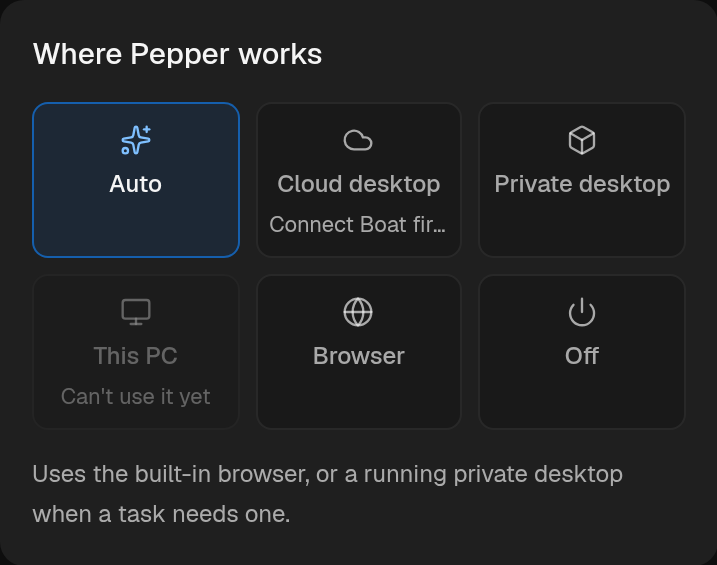 Where Pepper works
Auto
Cloud desktop
Connect Boat fir...
Private desktop
This PC
Can't use it yet
Browser
Off
Uses the built-in browser, or a running private desktop
when a task needs one.